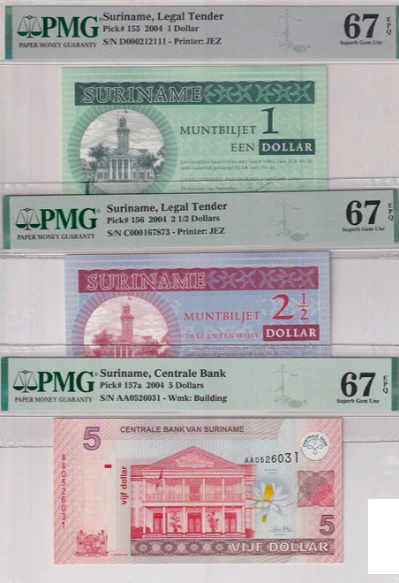 PMG
PAPER MONEY GUARANTY
Suriname, Legal Tender
Pick# 155 2004 1 Dollar
S/N D000212111 - Printer: JEZ
67 EPQ
Superb Gem Unc
SURINAME
MUNTBILJET 1
EEN DOLLAR
PMG
PAPER MONEY GUARANTY
Suriname, Legal Tender
Pick# 156 2004 2 1/2 Dollars
S/N C000167873 - Printer: JEZ
67 EPQ
Superb Gem Unc
SURINAME
MUNTBILJET 2 1/2
TWEE EN EEN HALVE DOLLAR
PMG
PAPER MONEY GUARANTY
Suriname, Centrale Bank
Pick# 157a 2004 5 Dollars
S/N AA0526031 - Wmk: Building
67 EPQ
Superb Gem Unc
5
CENTRALE BANK VAN SURINAME
AA0526031
AA0526031
vijf dollar
5
VIJF DOLLAR